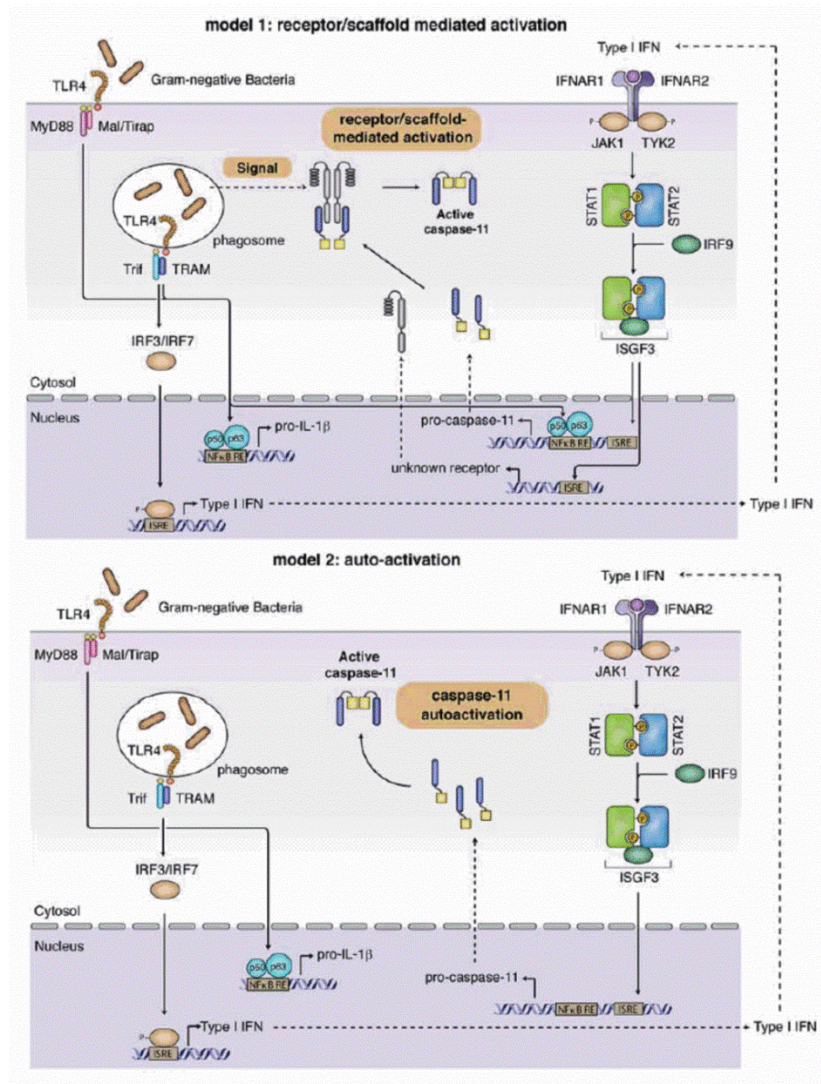 model 1: receptor/scaffold mediated activation
Type I IFN
TLR4
Gram-negative Bacteria
IFNAR1
IFNAR2
MyD88
Mal/Tirap
receptor/scaffold-
mediated activation
P
P
JAK1
TYK2
Signal
Active
caspase-11
STAT1
P
P
STAT2
TLR4
phagosome
IRF9
Trif
TRAM
P
P
IRF3/IRF7
ISGF3
Cytosol
Nucleus
p50
p63
pro-IL-1β
NFκB RE
pro-caspase-11
p50
p63
NFκB RE
ISRE
unknown receptor
ISRE
P
ISRE
Type I IFN
Type I IFN
model 2: auto-activation
Type I IFN
TLR4
Gram-negative Bacteria
IFNAR1
IFNAR2
MyD88
Mal/Tirap
P
P
JAK1
TYK2
Active
caspase-11
caspase-11
autoactivation
STAT1
P
P
STAT2
TLR4
phagosome
IRF9
Trif
TRAM
P
P
IRF3/IRF7
ISGF3
Cytosol
Nucleus
p50
p63
pro-IL-1β
NFκB RE
pro-caspase-11
NFκB RE
ISRE
P
ISRE
Type I IFN
Type I IFN